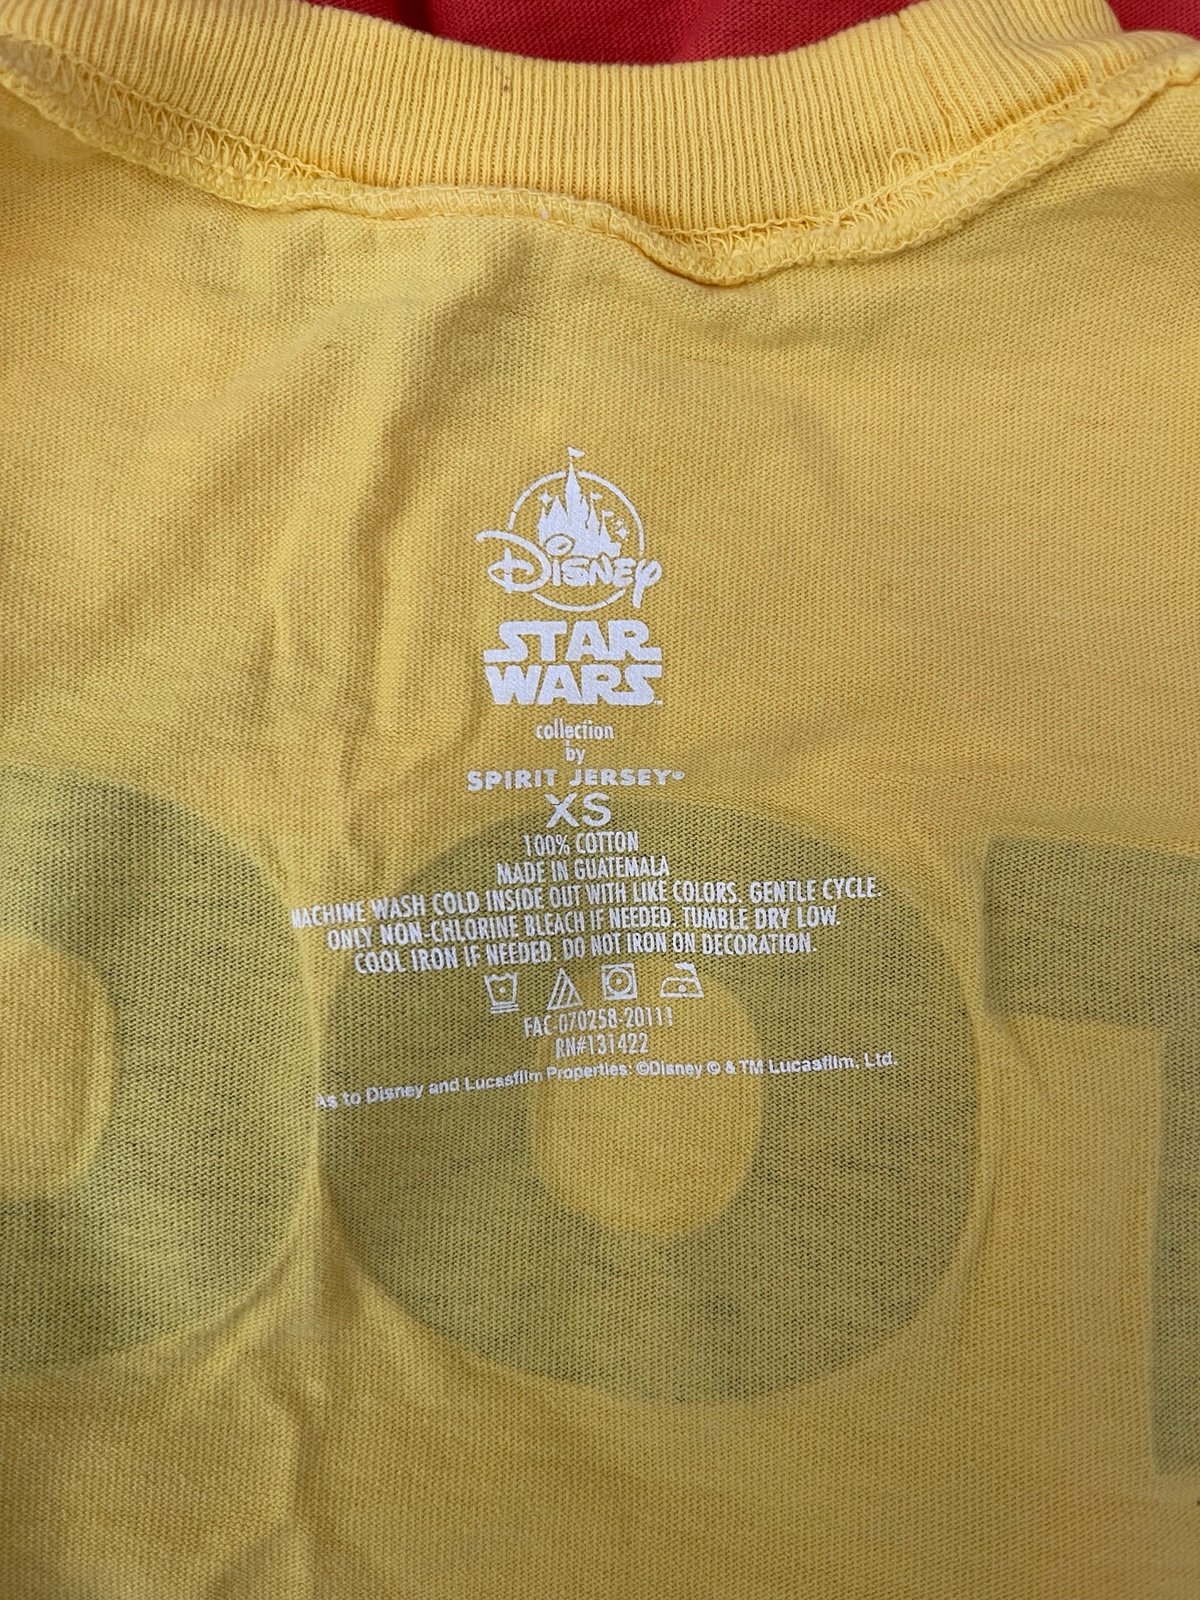 Disney
STAR
WARS
collection
by
SPIRIT JERSEY®
XS
100% COTTON
MADE IN GUATEMALA
MACHINE WASH COLD INSIDE OUT WITH LIKE COLORS. GENTLE CYCLE.
ONLY NON-CHLORINE BLEACH IF NEEDED. TUMBLE DRY LOW.
COOL IRON IF NEEDED. DO NOT IRON ON DECORATION.
FAC-070258-20111
RN#131422
As to Disney and Lucasfilm Properties: ©Disney © & TM Lucasfilm, Ltd.